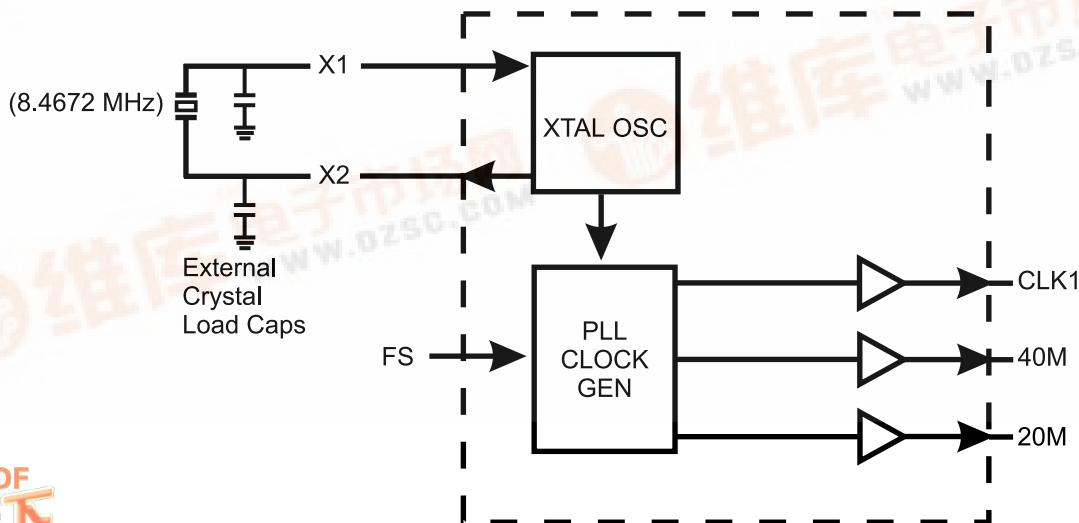 X1
(8.4672 MHz)
XTAL OSC
X2
External
Crystal
Load Caps
CLK1
FS
PLL
CLOCK
GEN
40M
20M
维库电子市场网
WWW.DZSC.COM